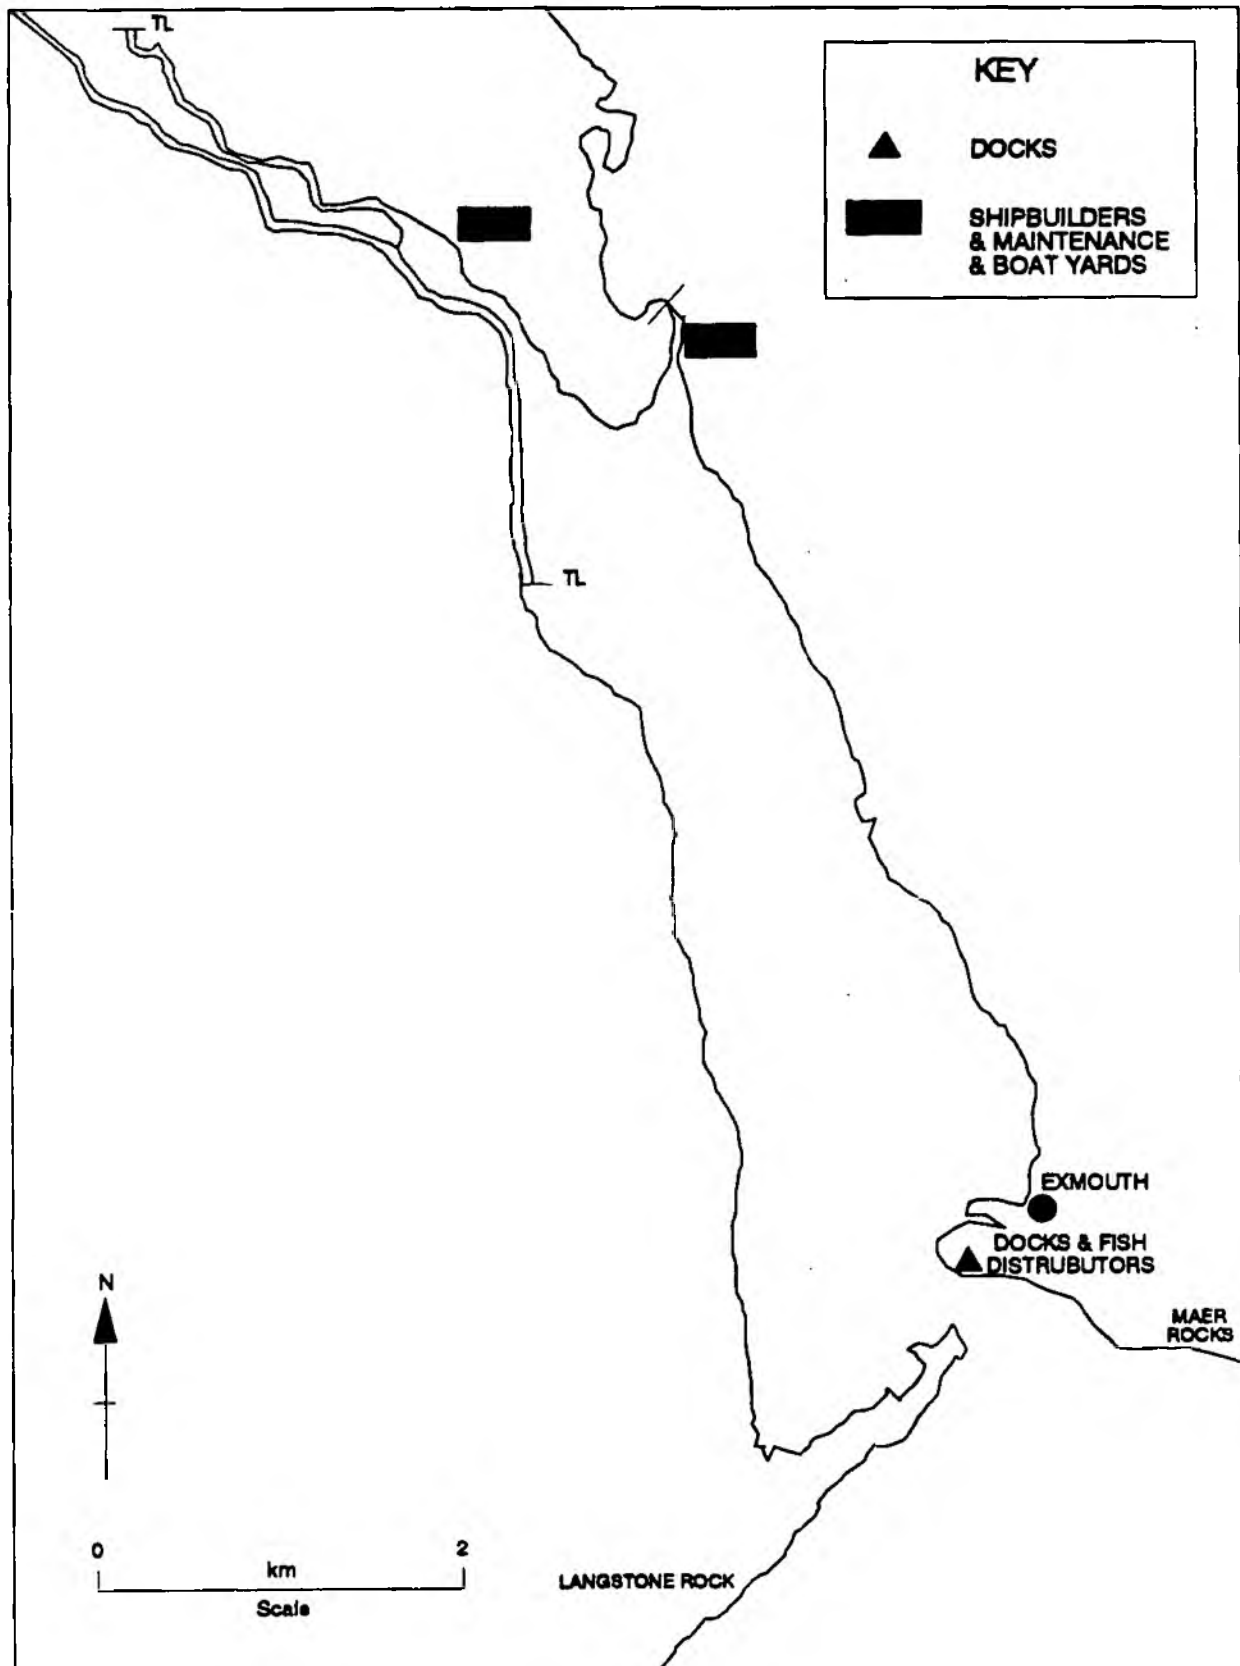 TL
KEY
DOCKS
SHIPBUILDERS
& MAINTENANCE
& BOAT YARDS
TL
EXMOUTH
DOCKS & FISH
DISTRUBUTORS
MAER
ROCKS
N
0 2
km
Scale
LANGSTONE ROCK